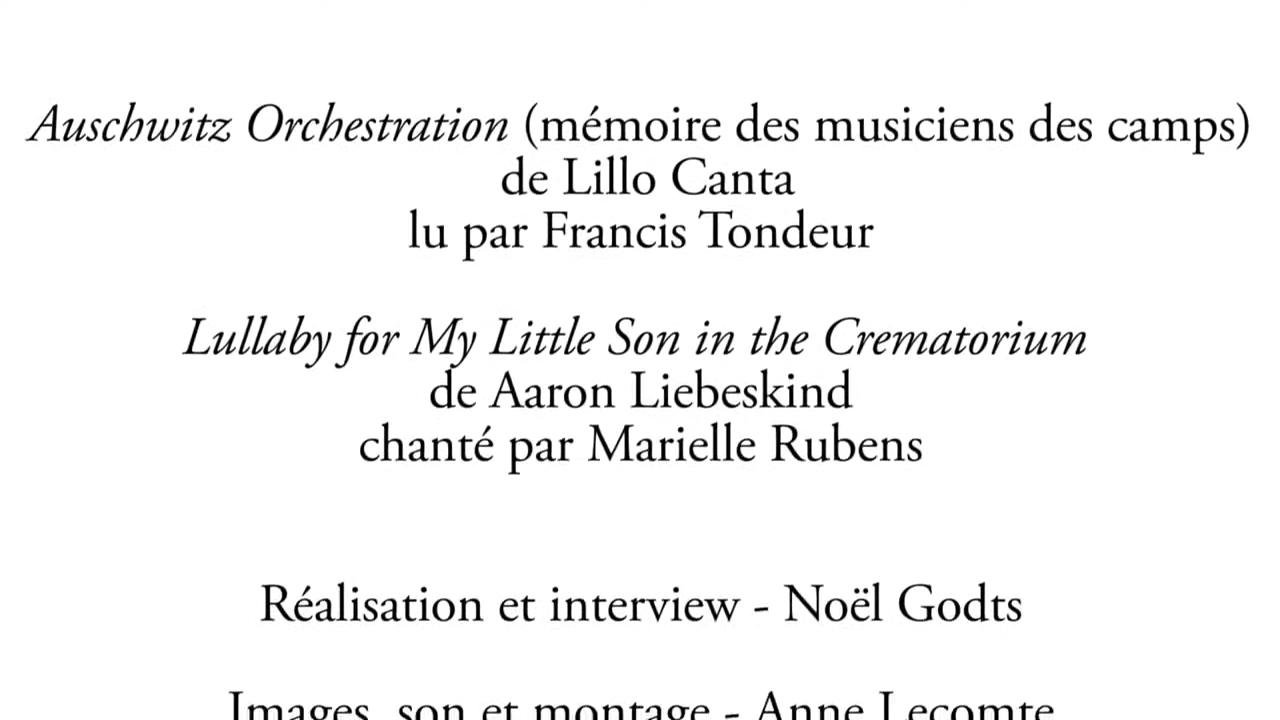 Auschwitz Orchestration (mémoire des musiciens des camps)
de Lillo Canta
lu par Francis Tondeur
Lullaby for My Little Son in the Crematorium
de Aaron Liebeskind
chanté par Marielle Rubens
Réalisation et interview - Noël Godts
Images, son et montage - Anne Lecomte